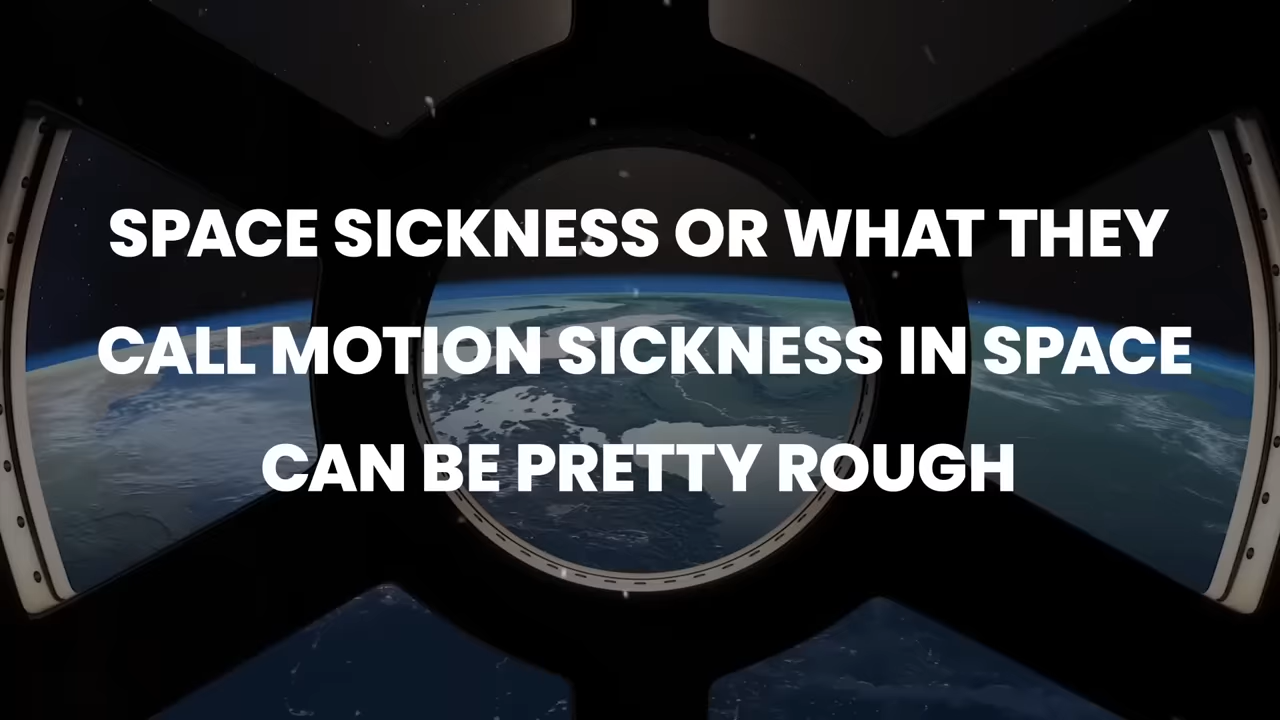 SPACE SICKNESS OR WHAT THEY
CALL MOTION SICKNESS IN SPACE
CAN BE PRETTY ROUGH